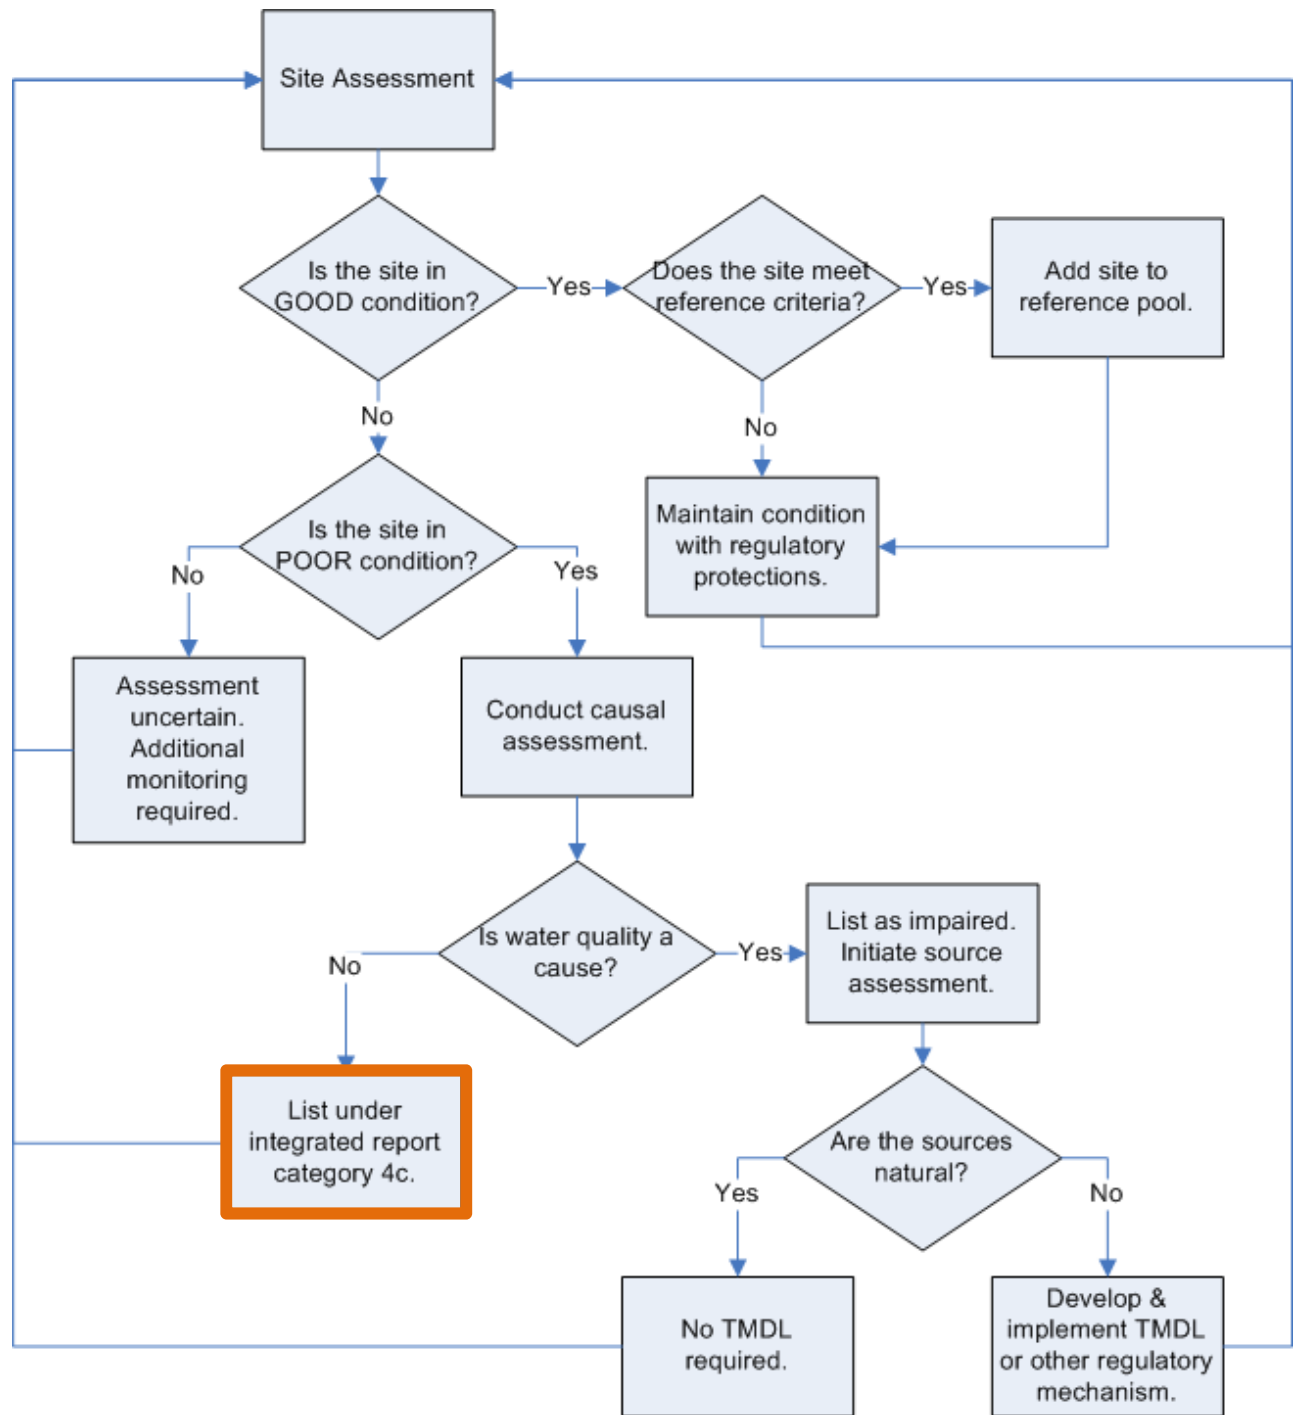 Site Assessment
Is the site in
GOOD condition?
Yes
Does the site meet
reference criteria?
Yes
Add site to
reference pool.
No
No
Maintain condition
with regulatory
protections.
Is the site in
POOR condition?
No
Yes
Assessment
uncertain.
Additional
monitoring
required.
Conduct causal
assessment.
Is water quality a
cause?
Yes
List as impaired.
Initiate source
assessment.
No
List under
integrated report
category 4c.
Are the sources
natural?
Yes
No
No TMDL
required.
Develop &
implement TMDL
or other regulatory
mechanism.